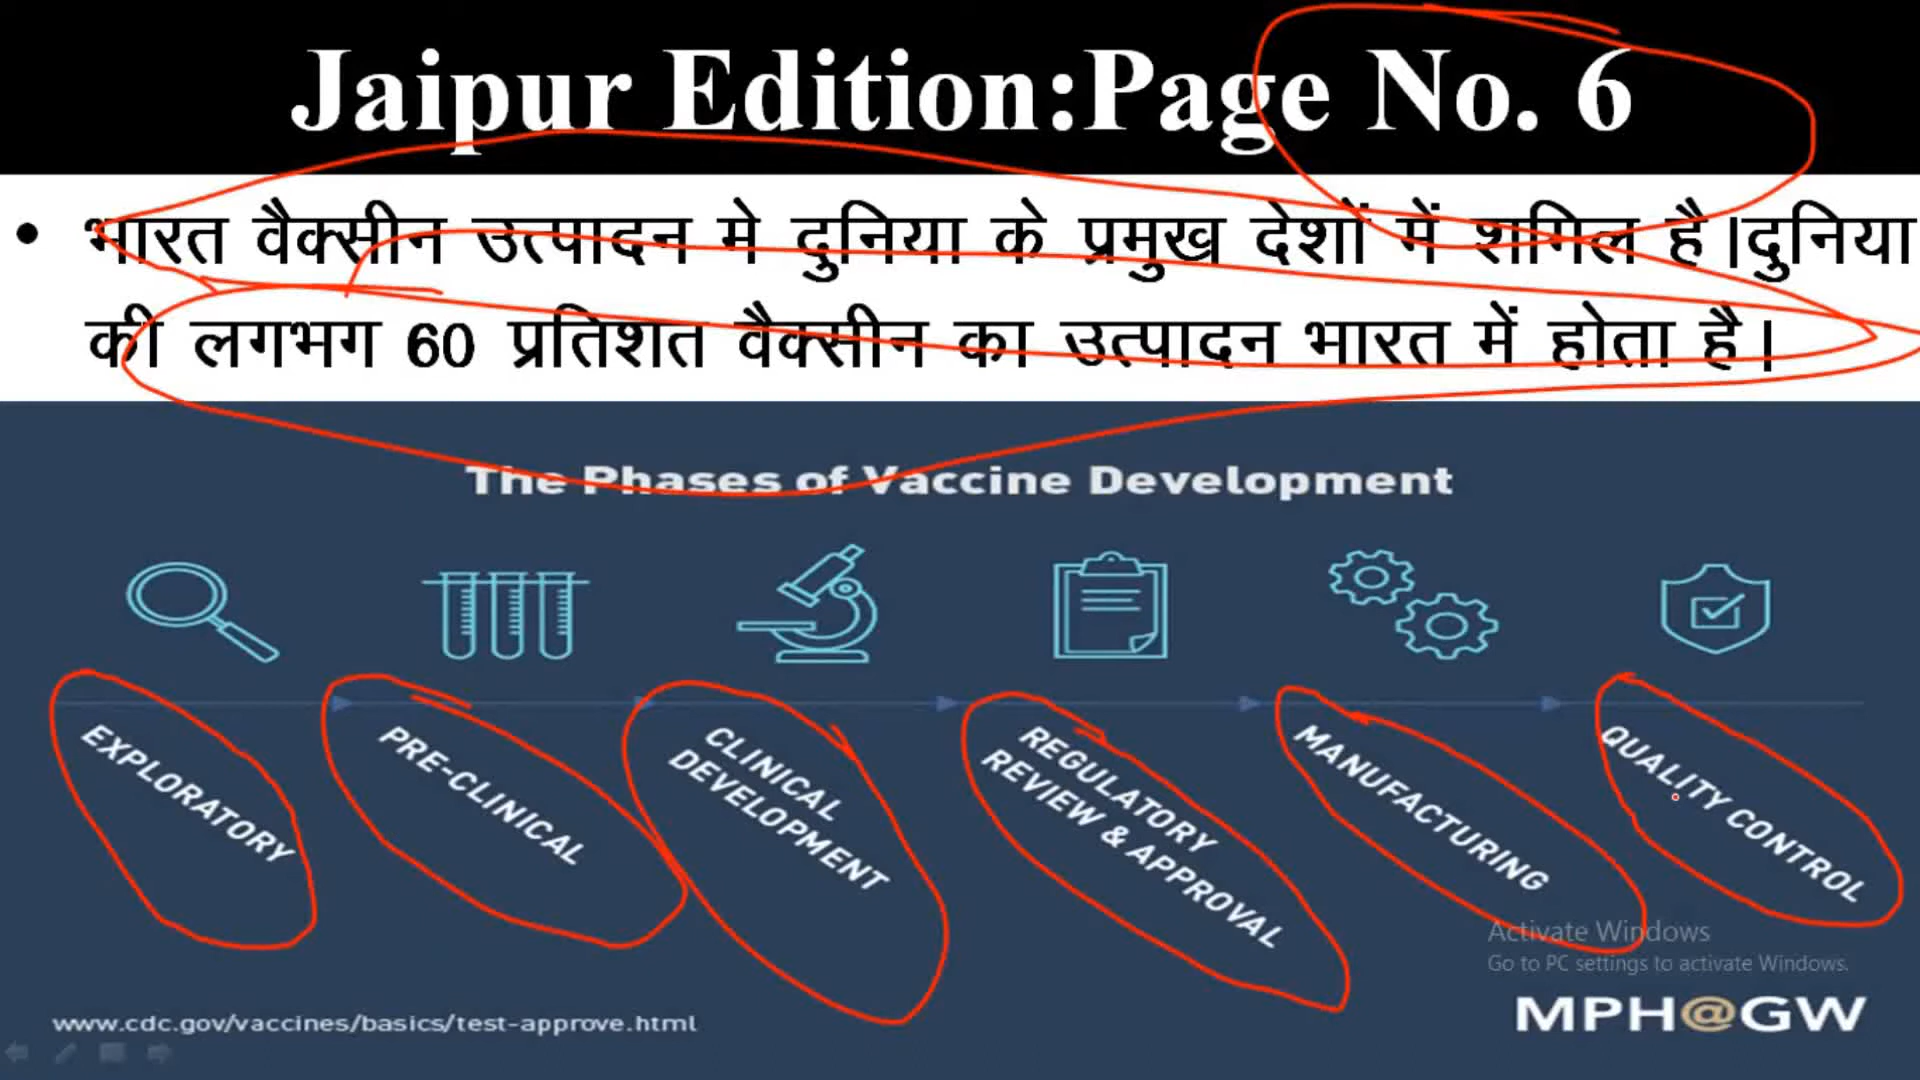 Jaipur Edition:Page No. 6
• भारत वैक्सीन उत्पादन मे दुनिया के प्रमुख देशों में शमिल है।दुनिया
की लगभग 60 प्रतिशत वैक्सीन का उत्पादन भारत में होता है।
The Phases of Vaccine Development
EXPLORATORY
PRE-CLINICAL
CLINICAL
DEVELOPMENT
REGULATORY
REVIEW & APPROVAL
MANUFACTURING
QUALITY CONTROL
Activate Windows
Go to PC settings to activate Windows.
www.cdc.gov/vaccines/basics/test-approve.html
MPH@GW